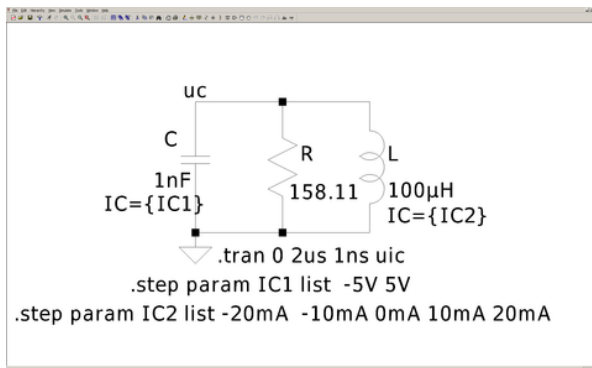 uc
C
R
L
1nF
158.11
100µH
IC={IC1}
IC={IC2}
.tran 0 2us 1ns uic
.step param IC1 list -5V 5V
.step param IC2 list -20mA -10mA 0mA 10mA 20mA